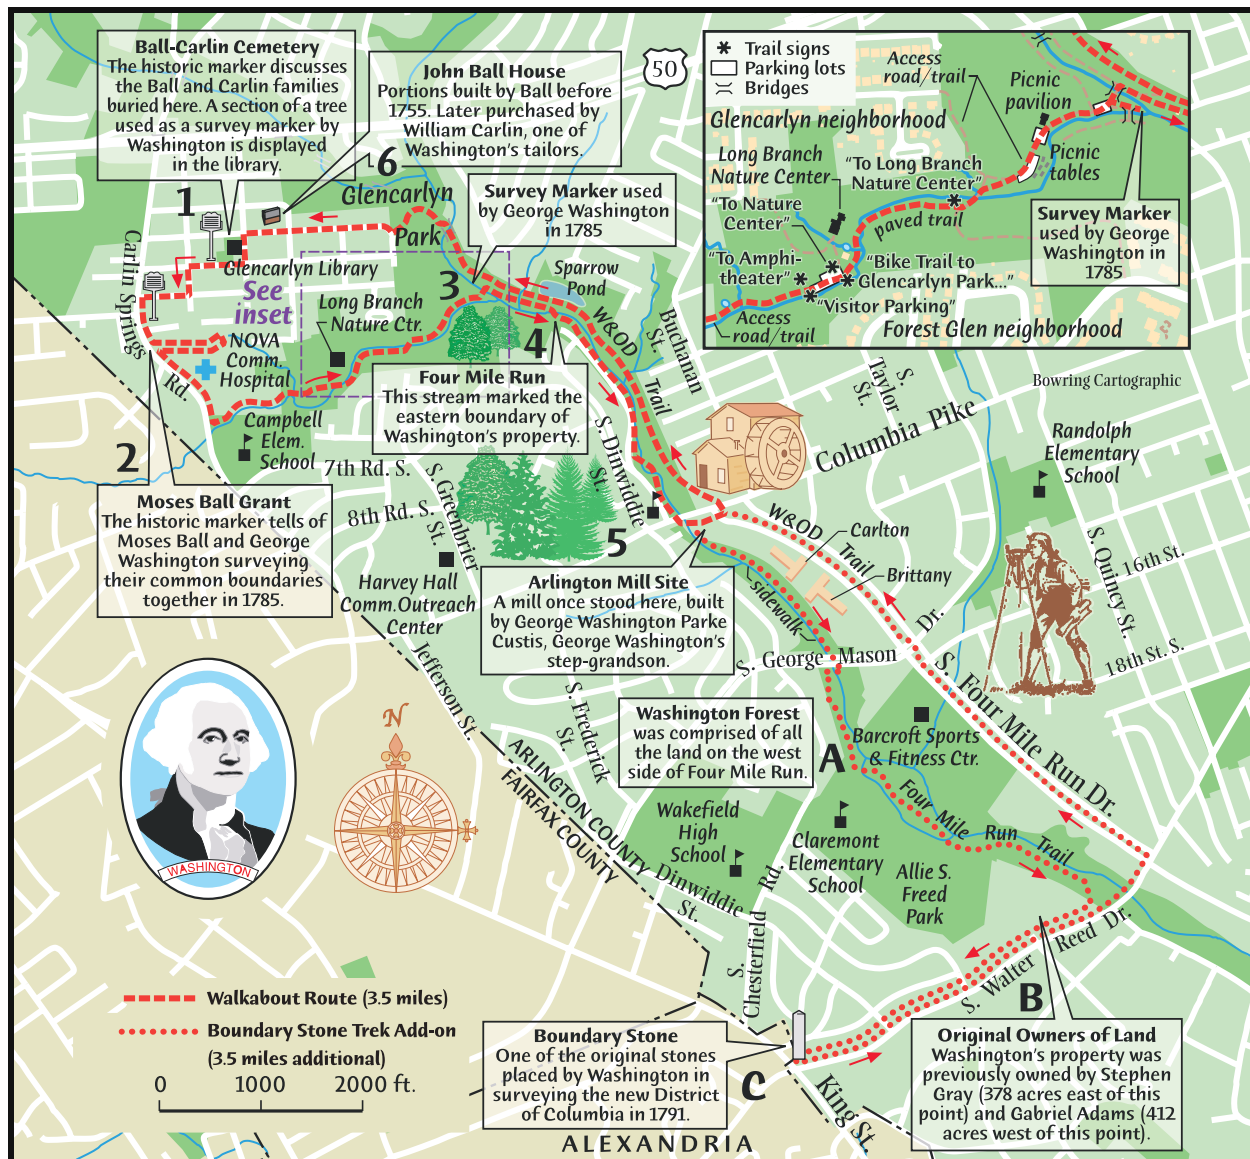 Ball-Carlin Cemetery
The historic marker discusses
the Ball and Carlin families
buried here. A section of a tree
used as a survey marker by
Washington is displayed
in the library.
John Ball House
Portions built by Ball before
1755. Later purchased by
William Carlin, one of
Washington's tailors.
50
Trail signs
Parking lots
Bridges
Access
road/trail
Picnic
pavilion
Glencarlyn neighborhood
Long Branch
Nature Center
"To Long Branch
Nature Center"
Picnic
tables
"To Nature
Center"
paved trail
Survey Marker
used by George
Washington in
1785
"To Amphi-
theater"
"Bike Trail to
Glencarlyn Park..."
"Visitor Parking"
Access
road/trail
Forest Glen neighborhood
Bowring Cartographic
1
6
Glencarlyn
Park
Survey Marker used
by George Washington
in 1785
Carlin Springs
Rd.
Glencarlyn Library
See
inset
Long Branch
Nature Ctr.
3
Sparrow
Pond
4
W&OD
Trail
Buchanan
St.
NOVA
Comm.
Hospital
Four Mile Run
This stream marked the
eastern boundary of
Washington's property.
S. Taylor
St.
Columbia Pike
Randolph
Elementary
School
Campbell
Elem.
School
2
7th Rd. S.
8th Rd. S.
S. Greenbrier
St.
S. Dinwiddie
St.
Moses Ball Grant
The historic marker tells of
Moses Ball and George
Washington surveying
their common boundaries
together in 1785.
5
W&OD
Trail
Carlton
Brittany
S. Quincy St.
16th St.
18th St. S.
Harvey Hall
Comm.Outreach
Center
Arlington Mill Site
A mill once stood here, built
by George Washington Parke
Custis, George Washington's
step-grandson.
sidewalk
S. George Mason
Dr.
Jefferson St.
S. Frederick
St.
Washington Forest
was comprised of all
the land on the west
side of Four Mile Run.
A
Barcroft Sports
& Fitness Ctr.
S. Four Mile Run Dr.
N
WASHINGTON
ARLINGTON COUNTY
FAIRFAX COUNTY
Wakefield
High
School
Claremont
Elementary
School
Four Mile Run Trail
Allie S.
Freed
Park
Dinwiddie
St.
S. Chesterfield
Rd.
S. Walter Reed Dr.
B
Walkabout Route (3.5 miles)
Boundary Stone Trek Add-on
(3.5 miles additional)
0 1000 2000 ft.
Boundary Stone
One of the original stones
placed by Washington in
surveying the new District
of Columbia in 1791.
C
King St.
Original Owners of Land
Washington's property was
previously owned by Stephen
Gray (378 acres east of this
point) and Gabriel Adams (412
acres west of this point).
ALEXANDRIA